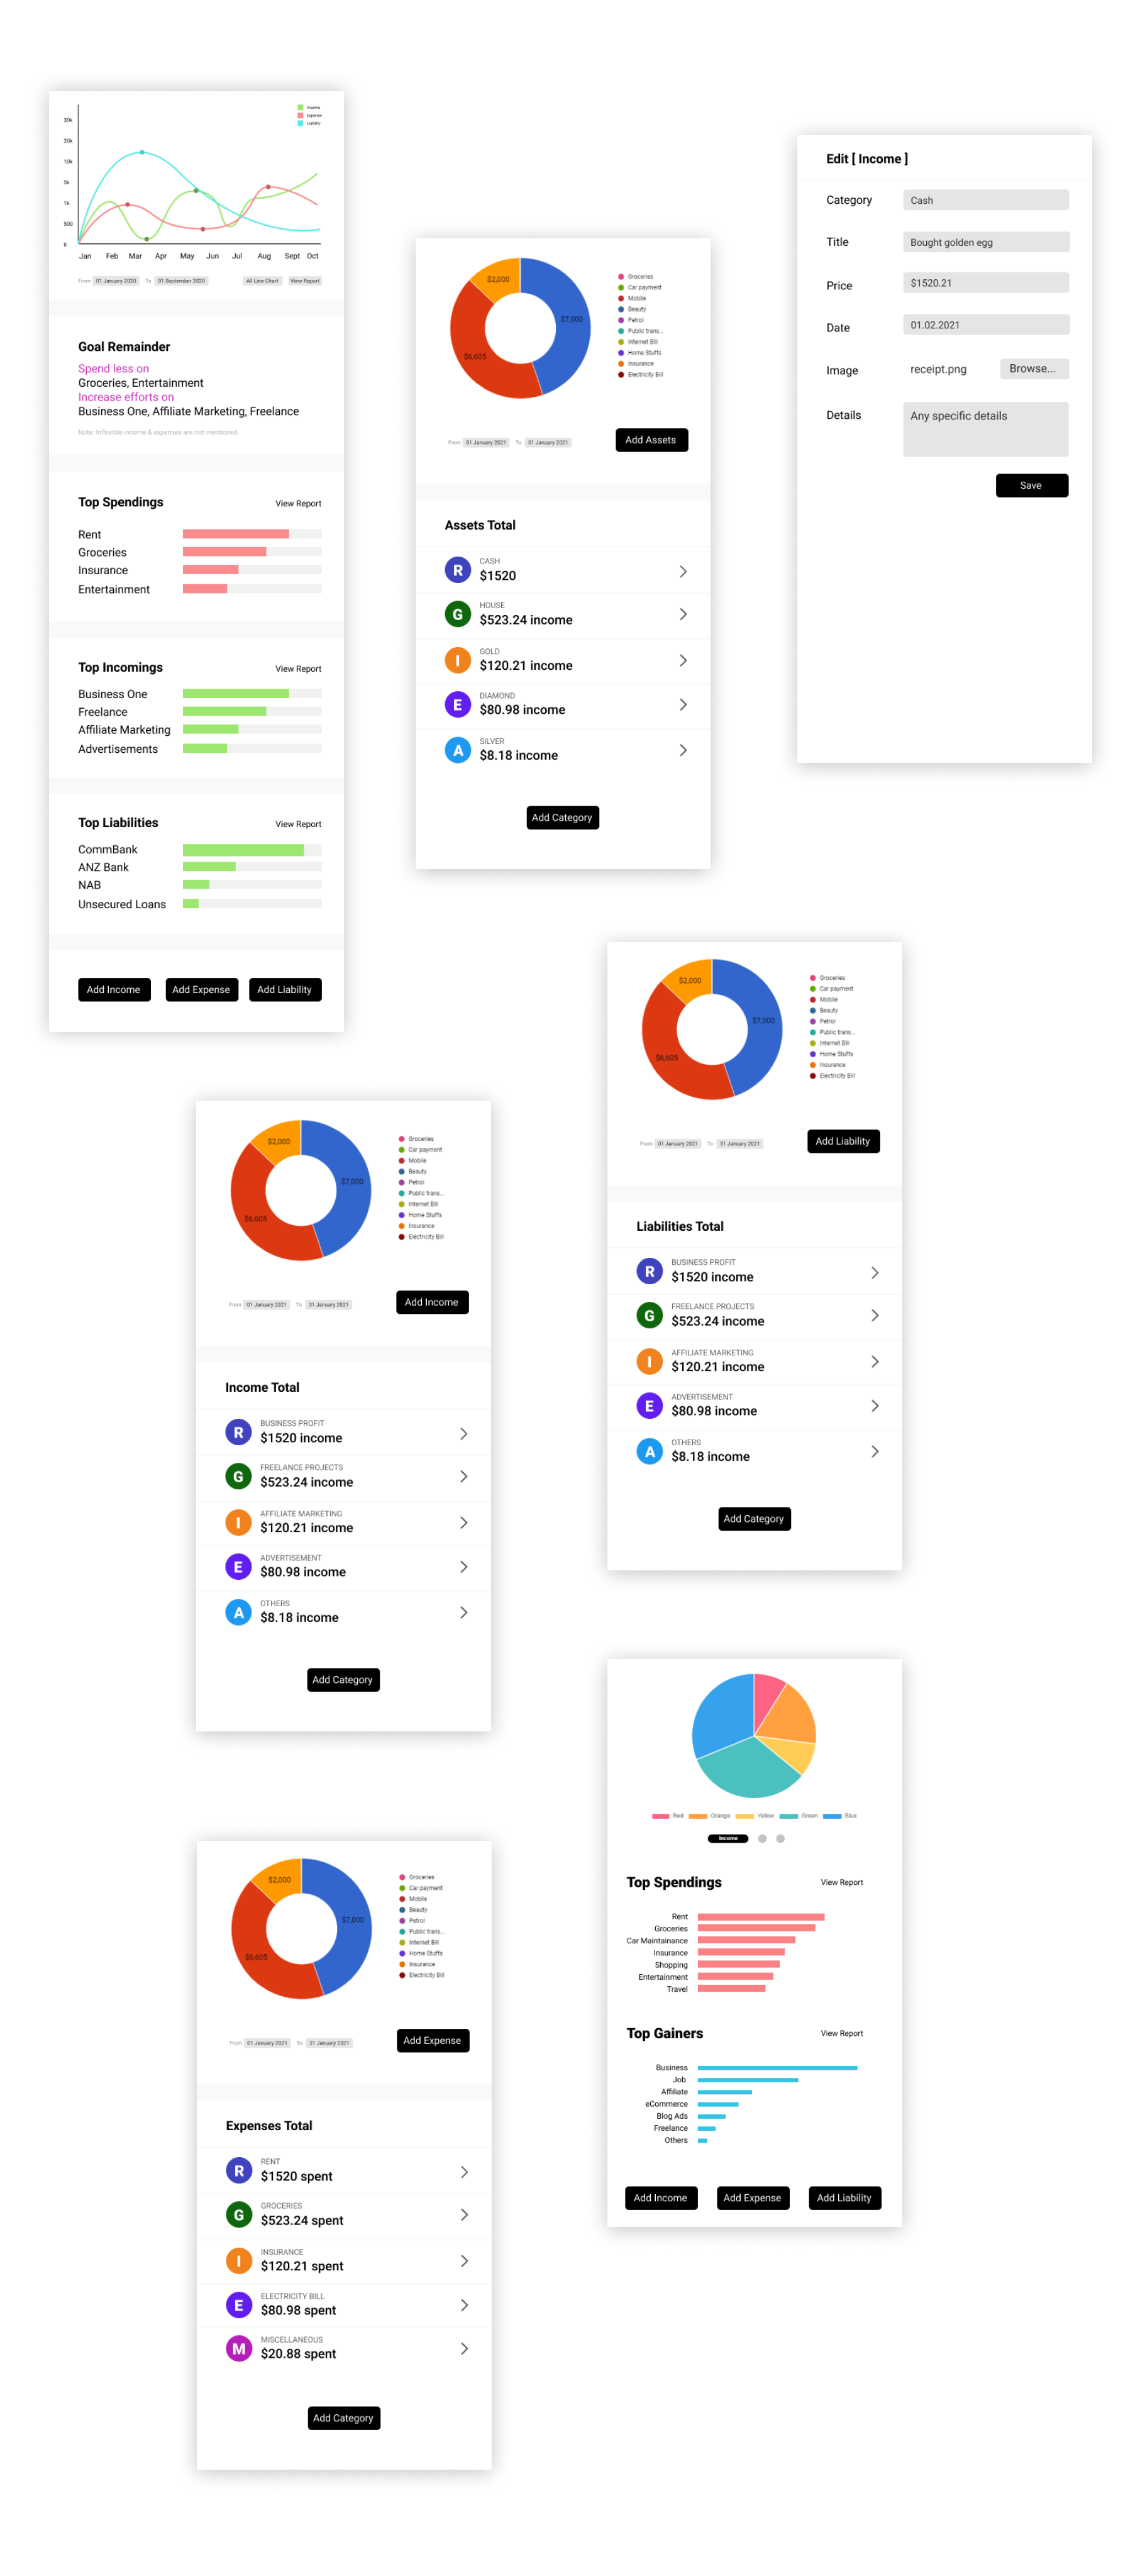 30k
20k
10k
5k
1k
500
0
Income
Expense
Liability
Jan Feb Mar Apr May Jun Jul Aug Sept Oct
From 01 January 2020 To 01 September 2020 All Line Chart View Report
Goal Remainder
Spend less on
Groceries, Entertainment
Increase efforts on
Business One, Affiliate Marketing, Freelance
Note: Inflexible income & expenses are not mentioned.
Top Spendings View Report
Rent
Groceries
Insurance
Entertainment
Top Incomings View Report
Business One
Freelance
Affiliate Marketing
Advertisements
Top Liabilities View Report
CommBank
ANZ Bank
NAB
Unsecured Loans
Add Income Add Expense Add Liability
$2,000
$7,000
$6,605
Groceries
Car payment
Mobile
Beauty
Petrol
Public trans...
Internet Bill
Home Stuffs
Insurance
Electricity Bill
From 01 January 2021 To 31 January 2021 Add Assets
Assets Total
R CASH
$1520
G HOUSE
$523.24 income
I GOLD
$120.21 income
E DIAMOND
$80.98 income
A SILVER
$8.18 income
Add Category
Edit [ Income ]
Category Cash
Title Bought golden egg
Price $1520.21
Date 01.02.2021
Image receipt.png Browse...
Details Any specific details
Save
$2,000
$7,000
$6,605
Groceries
Car payment
Mobile
Beauty
Petrol
Public trans...
Internet Bill
Home Stuffs
Insurance
Electricity Bill
From 01 January 2021 To 31 January 2021 Add Liability
Liabilities Total
R BUSINESS PROFIT
$1520 income
G FREELANCE PROJECTS
$523.24 income
I AFFILIATE MARKETING
$120.21 income
E ADVERTISEMENT
$80.98 income
A OTHERS
$8.18 income
Add Category
$2,000
$7,000
$6,605
Groceries
Car payment
Mobile
Beauty
Petrol
Public trans...
Internet Bill
Home Stuffs
Insurance
Electricity Bill
From 01 January 2021 To 31 January 2021 Add Income
Income Total
R BUSINESS PROFIT
$1520 income
G FREELANCE PROJECTS
$523.24 income
I AFFILIATE MARKETING
$120.21 income
E ADVERTISEMENT
$80.98 income
A OTHERS
$8.18 income
Add Category
Red Orange Yellow Green Blue
Income
Top Spendings View Report
Rent
Groceries
Car Maintainance
Insurance
Shopping
Entertainment
Travel
Top Gainers View Report
Business
Job
Affiliate
eCommerce
Blog Ads
Freelance
Others
Add Income Add Expense Add Liability
$2,000
$7,000
$6,605
Groceries
Car payment
Mobile
Beauty
Petrol
Public trans...
Internet Bill
Home Stuffs
Insurance
Electricity Bill
From 01 January 2021 To 31 January 2021 Add Expense
Expenses Total
R RENT
$1520 spent
G GROCERIES
$523.24 spent
I INSURANCE
$120.21 spent
E ELECTRICITY BILL
$80.98 spent
M MISCELLANEOUS
$20.88 spent
Add Category